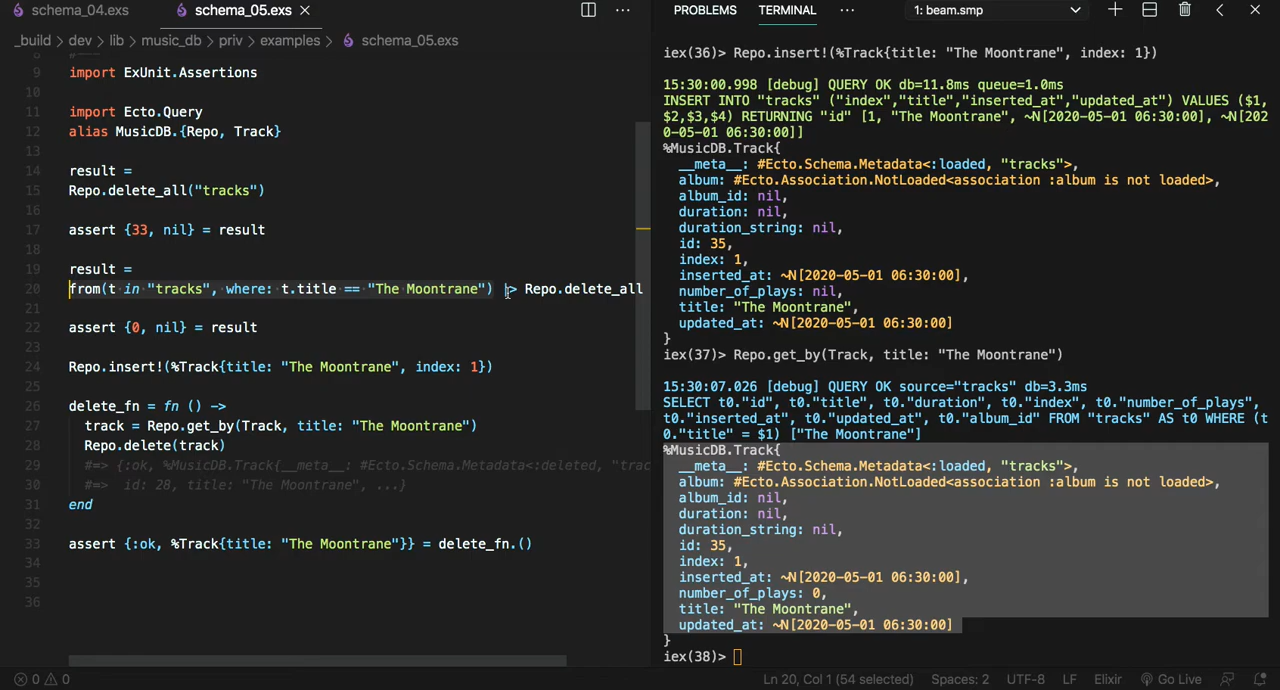 schema_04.exs
schema_05.exs
_build > dev > lib > music_db > priv > examples > schema_05.exs
9 import ExUnit.Assertions
10
11 import Ecto.Query
12 alias MusicDB.{Repo, Track}
13
14 result =
15 Repo.delete_all("tracks")
16
17 assert {33, nil} = result
18
19 result =
20 from(t in "tracks", where: t.title == "The Moontrane") |> Repo.delete_all
21
22 assert {0, nil} = result
23
24 Repo.insert!(%Track{title: "The Moontrane", index: 1})
25
26 delete_fn = fn () ->
27 track = Repo.get_by(Track, title: "The Moontrane")
28 Repo.delete(track)
29 #=> {:ok, %MusicDB.Track{__meta__: #Ecto.Schema.Metadata<:deleted, "trac
30 #=> id: 28, title: "The Moontrane", ...}
31 end
32
33 assert {:ok, %Track{title: "The Moontrane"}} = delete_fn.()
34
35
36
PROBLEMS TERMINAL ... 1: beam.smp
iex(36)> Repo.insert!(%Track{title: "The Moontrane", index: 1})
15:30:00.998 [debug] QUERY OK db=11.8ms queue=1.0ms
INSERT INTO "tracks" ("index","title","inserted_at","updated_at") VALUES ($1,
$2,$3,$4) RETURNING "id" [1, "The Moontrane", ~N[2020-05-01 06:30:00], ~N[202
0-05-01 06:30:00]]
%MusicDB.Track{
__meta__: #Ecto.Schema.Metadata<:loaded, "tracks">,
album: #Ecto.Association.NotLoaded<association :album is not loaded>,
album_id: nil,
duration: nil,
duration_string: nil,
id: 35,
index: 1,
inserted_at: ~N[2020-05-01 06:30:00],
number_of_plays: nil,
title: "The Moontrane",
updated_at: ~N[2020-05-01 06:30:00]
}
iex(37)> Repo.get_by(Track, title: "The Moontrane")
15:30:07.026 [debug] QUERY OK source="tracks" db=3.3ms
SELECT t0."id", t0."title", t0."duration", t0."index", t0."number_of_plays",
t0."inserted_at", t0."updated_at", t0."album_id" FROM "tracks" AS t0 WHERE (t
0."title" = $1) ["The Moontrane"]
%MusicDB.Track{
__meta__: #Ecto.Schema.Metadata<:loaded, "tracks">,
album: #Ecto.Association.NotLoaded<association :album is not loaded>,
album_id: nil,
duration: nil,
duration_string: nil,
id: 35,
index: 1,
inserted_at: ~N[2020-05-01 06:30:00],
number_of_plays: 0,
title: "The Moontrane",
updated_at: ~N[2020-05-01 06:30:00]
}
iex(38)>
0 0 Ln 20, Col 1 (54 selected) Spaces: 2 UTF-8 LF Elixir Go Live